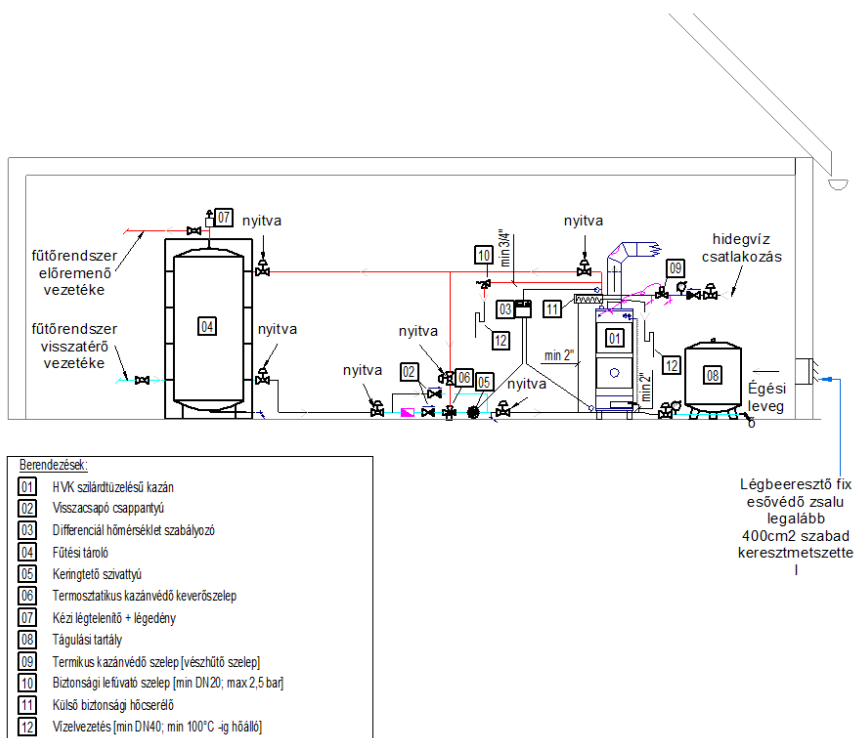 07
nyitva
nyitva
fűtőrendszer
előremenő
vezetéke
10
min 3/4"
09
hidegvíz
csatlakozás
fűtőrendszer
visszatérő
vezetéke
04
nyitva
03
11
01
12
12
min 2"
min 2"
08
nyitva
nyitva
02
06
05
nyitva
Égési
leveg
ő
Légbeeresztő fix
esővédő zsalu
legalább
400cm2 szabad
keresztmetszette
l
Berendezések:
01 HVK szilárdtüzelésű kazán
02 Visszacsapó csappantyú
03 Differenciál hőmérséklet szabályozó
04 Fűtési tároló
05 Keringtető szivattyú
06 Termosztatikus kazánvédő keverőszelep
07 Kézi légtelenítő + légedény
08 Tágulási tartály
09 Termikus kazánvédő szelep [vészhűtő szelep]
10 Biztonsági lefúvató szelep [min DN20; max 2,5 bar]
11 Külső biztonsági hőcserélő
12 Vízelvezetés [min DN40; min 100°C -ig hőálló]